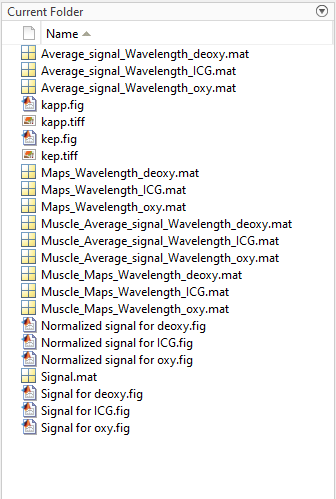 Current Folder
Name
Average_signal_Wavelength_deoxy.mat
Average_signal_Wavelength_ICG.mat
Average_signal_Wavelength_oxy.mat
kapp.fig
kapp.tiff
kep.fig
kep.tiff
Maps_Wavelength_deoxy.mat
Maps_Wavelength_ICG.mat
Maps_Wavelength_oxy.mat
Muscle_Average_signal_Wavelength_deoxy.mat
Muscle_Average_signal_Wavelength_ICG.mat
Muscle_Average_signal_Wavelength_oxy.mat
Muscle_Maps_Wavelength_deoxy.mat
Muscle_Maps_Wavelength_ICG.mat
Muscle_Maps_Wavelength_oxy.mat
Normalized signal for deoxy.fig
Normalized signal for ICG.fig
Normalized signal for oxy.fig
Signal.mat
Signal for deoxy.fig
Signal for ICG.fig
Signal for oxy.fig